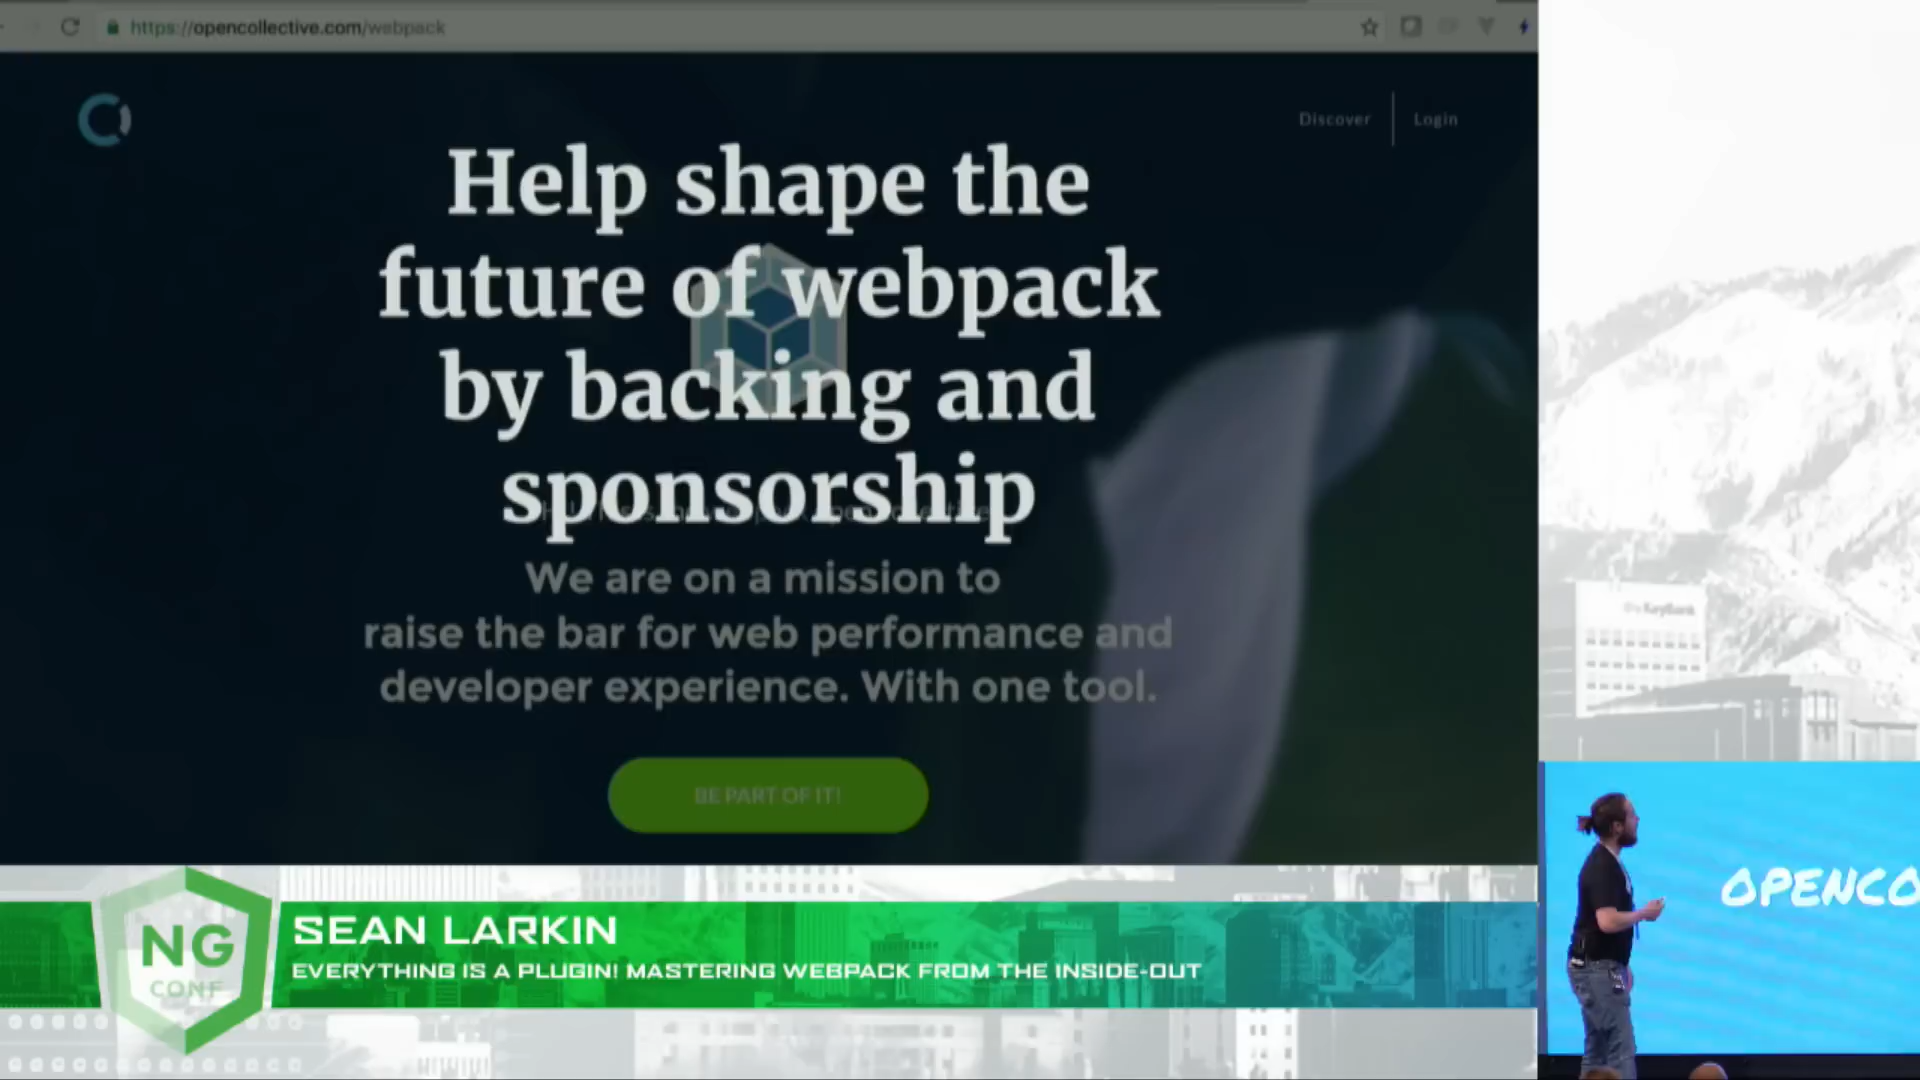 https://opencollective.com/webpack
Discover
Login
Help shape the
future of webpack
by backing and
sponsorship
We are on a mission to
raise the bar for web performance and
developer experience. With one tool.
BE PART OF IT!
KeyBank
NG
CONF
SEAN LARKIN
EVERYTHING IS A PLUGIN! MASTERING WEBPACK FROM THE INSIDE-OUT
OPENCO